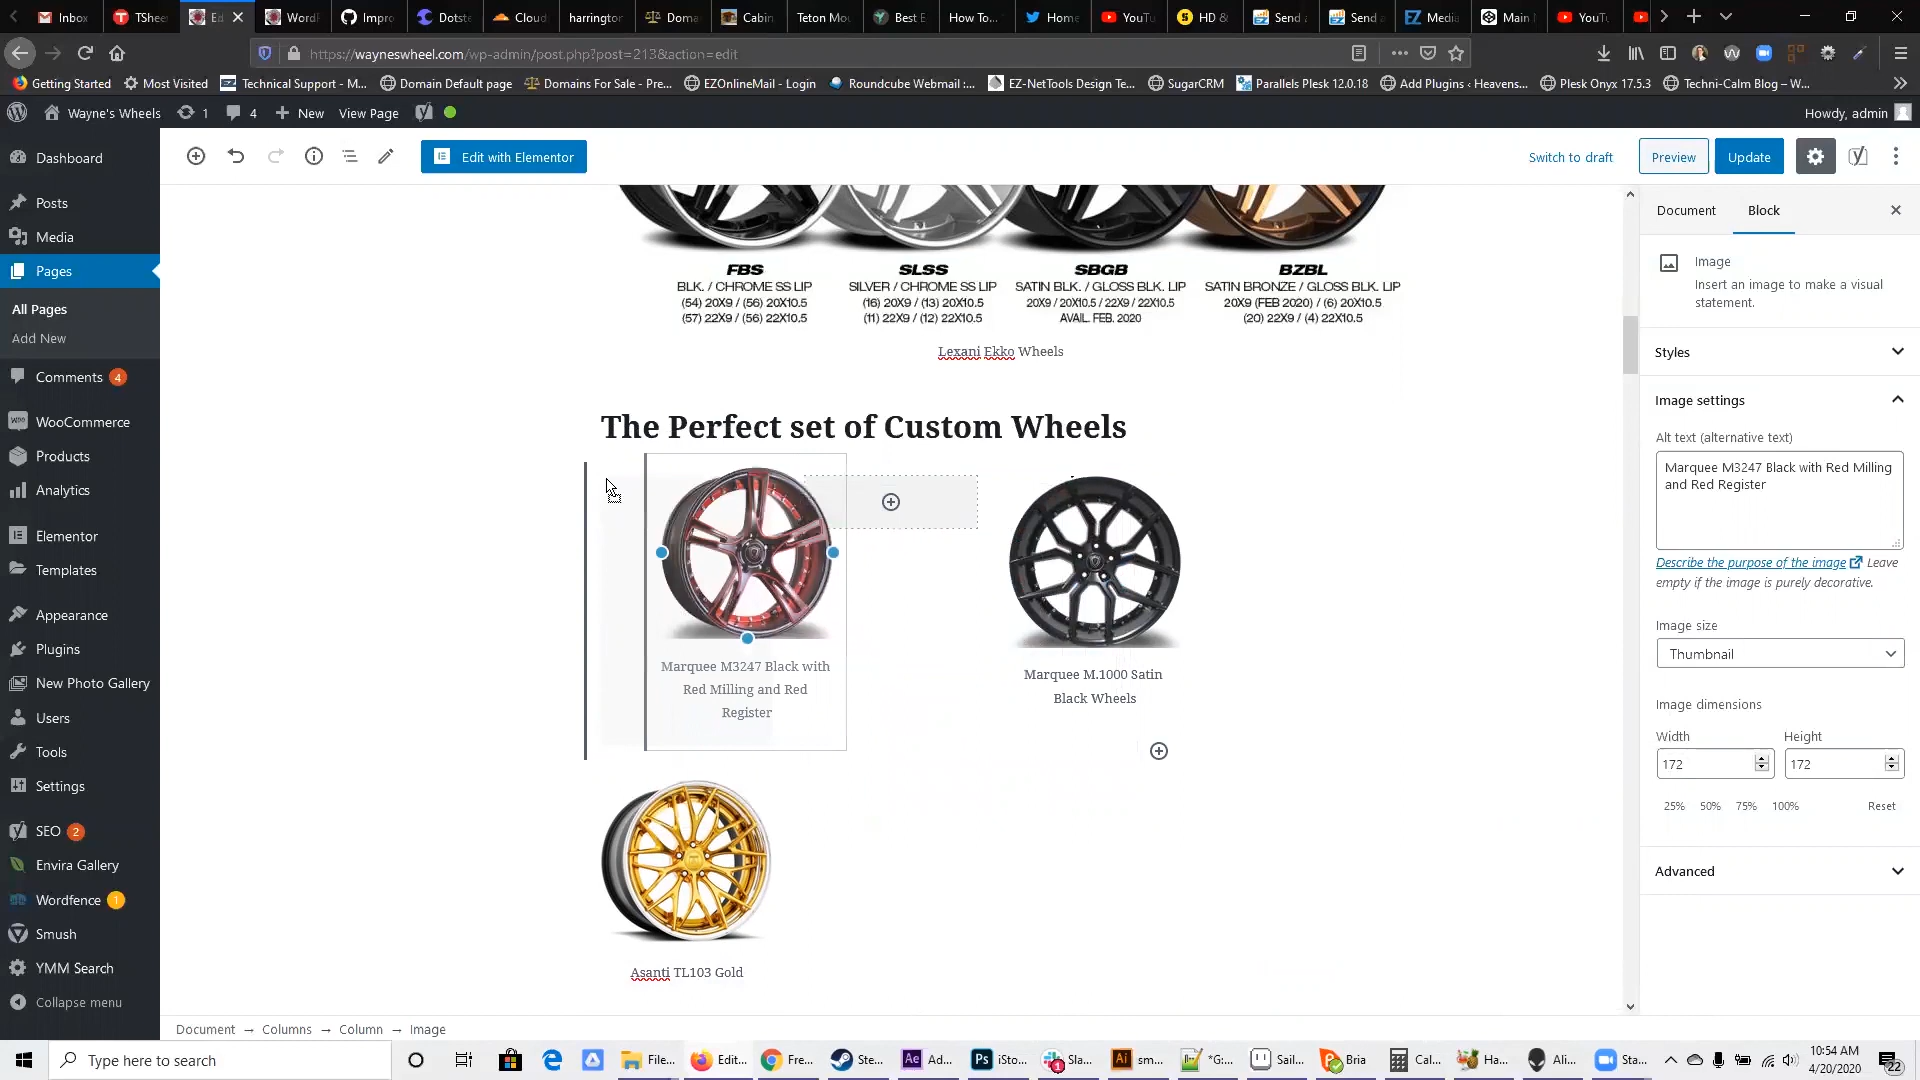 Inbox TShee Ed WordP Impro Dotste Cloud harrington Doma Cabin Teton Mou Best E How To... Home YouTu HD & Send a Send a Media Main YouTu
https://wayneswheel.com/wp-admin/post.php?post=213&action=edit
Getting Started Most Visited Technical Support - M... Domain Default page Domains For Sale - Pre... EZOnlineMail - Login Roundcube Webmail :... EZ-NetTools Design Te... SugarCRM Parallels Plesk 12.0.18 Add Plugins ‹ Heavens... Plesk Onyx 17.5.3 Techni-Calm Blog – W...
Wayne's Wheels 1 4 New View Page Howdy, admin
Edit with Elementor Switch to draft Preview Update
Dashboard
Posts
Media
Pages
All Pages
Add New
Comments 4
WooCommerce
Products
Analytics
Elementor
Templates
Appearance
Plugins
New Photo Gallery
Users
Tools
Settings
SEO 2
Envira Gallery
Wordfence 1
Smush
YMM Search
Collapse menu
FBS
BLK. / CHROME SS LIP
(54) 20X9 / (56) 20X10.5
(57) 22X9 / (56) 22X10.5
SLSS
SILVER / CHROME SS LIP
(16) 20X9 / (13) 20X10.5
(11) 22X9 / (12) 22X10.5
SBGB
SATIN BLK. / GLOSS BLK. LIP
20X9 / 20X10.5 / 22X9 / 22X10.5
AVAIL. FEB. 2020
BZBL
SATIN BRONZE / GLOSS BLK. LIP
20X9 (FEB 2020) / (6) 20X10.5
(20) 22X9 / (4) 22X10.5
Lexani Ekko Wheels
The Perfect set of Custom Wheels
Marquee M3247 Black with
Red Milling and Red
Register
Marquee M.1000 Satin
Black Wheels
Asanti TL103 Gold
Document Block
Image
Insert an image to make a visual
statement.
Styles
Image settings
Alt text (alternative text)
Marquee M3247 Black with Red Milling
and Red Register
Describe the purpose of the image Leave
empty if the image is purely decorative.
Image size
Thumbnail
Image dimensions
Width Height
172 172
25% 50% 75% 100% Reset
Advanced
Document → Columns → Column → Image
Type here to search File... Edit... Fre... Ste... Ae Ad... Ps iSto... 1 Sla... Ai sm... *G:... Sail... Bria Cal... Ha... Ali... Sta... 10:54 AM
4/20/2020 22